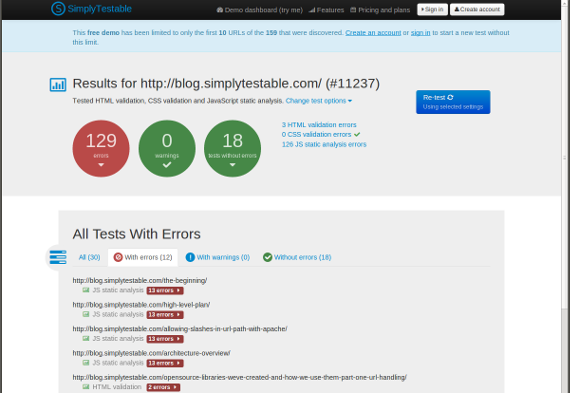 SimplyTestable
Demo dashboard (try me) Features Pricing and plans Sign in Create account
This free demo has been limited to only the first 10 URLs of the 159 that were discovered. Create an account or sign in to start a new test without
this limit.
Results for http://blog.simplytestable.com/ (#11237)
Tested HTML validation, CSS validation and JavaScript static analysis. Change test options
Re-test
Using selected settings
129
errors
0
warnings
18
tests without errors
3 HTML validation errors
0 CSS validation errors
126 JS static analysis errors
All Tests With Errors
All (30) With errors (12) With warnings (0) Without errors (18)
http://blog.simplytestable.com/the-beginning/
JS static analysis 13 errors
http://blog.simplytestable.com/high-level-plan/
JS static analysis 13 errors
http://blog.simplytestable.com/allowing-slashes-in-url-path-with-apache/
JS static analysis 13 errors
http://blog.simplytestable.com/architecture-overview/
JS static analysis 13 errors
http://blog.simplytestable.com/opensource-libraries-weve-created-and-how-we-use-them-part-one-url-handling/
HTML validation 2 errors